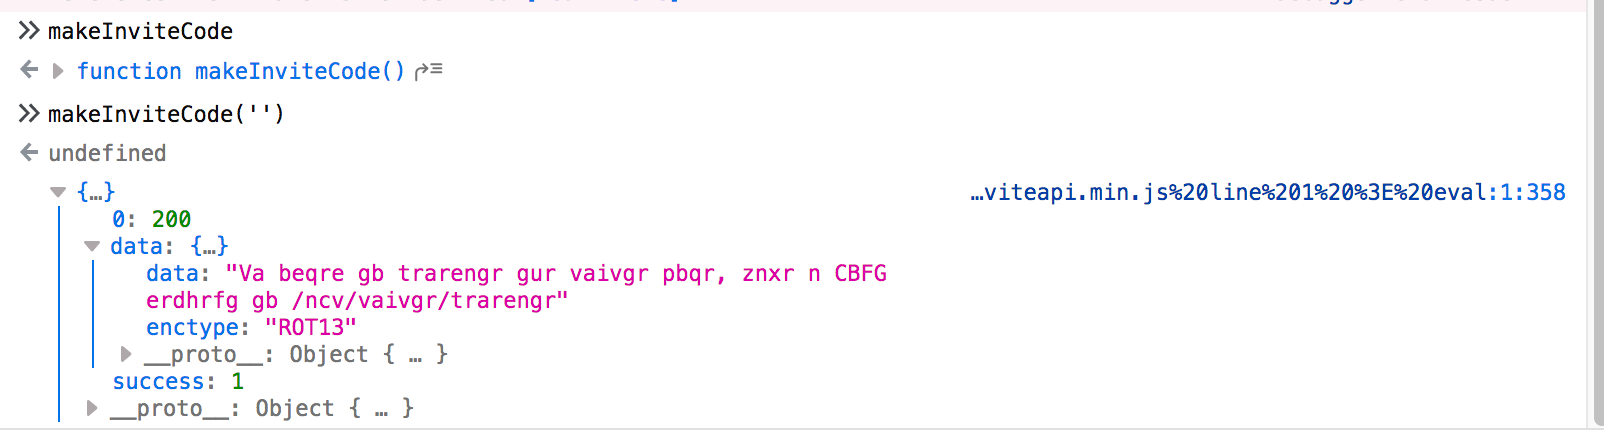 makeInviteCode
function makeInviteCode()
makeInviteCode('')
undefined
{…} …viteapi.min.js%20line%201%20%3E%20eval:1:358
0: 200
data: {…}
data: "Va beqre gb trarengr gur vaivgr pbqr, znxr n CBFG
erdhrfg gb /ncv/vaivgr/trarengr"
enctype: "ROT13"
__proto__: Object { … }
success: 1
__proto__: Object { … }